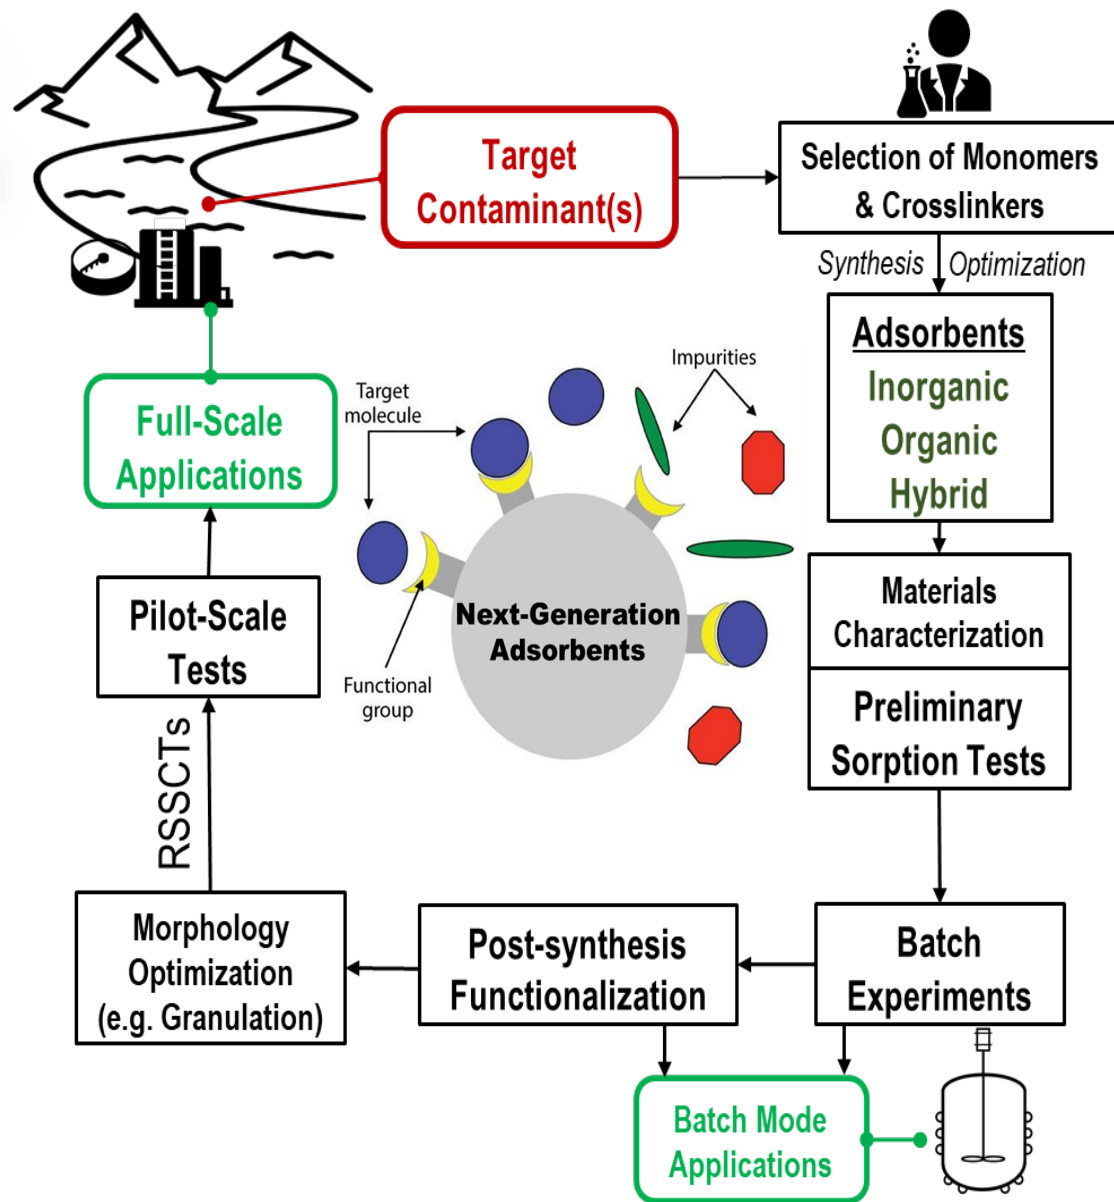 Target
Contaminant(s)
Selection of Monomers
& Crosslinkers
Synthesis Optimization
Adsorbents
Inorganic
Organic
Hybrid
Materials
Characterization
Preliminary
Sorption Tests
Batch
Experiments
Post-synthesis
Functionalization
Batch Mode
Applications
Morphology
Optimization
(e.g. Granulation)
RSSCTs
Pilot-Scale
Tests
Full-Scale
Applications
Target
molecule
Impurities
Functional
group
Next-Generation
Adsorbents